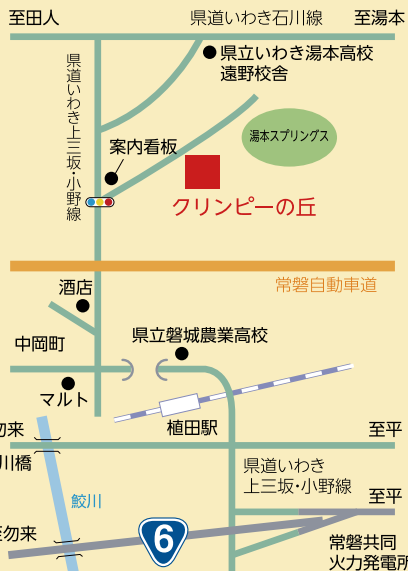 至田人
県道いわき石川線
至湯本
県立いわき湯本高校
遠野校舎
県道いわき上三坂・小野線
案内看板
湯本スプリングス
クリンピーの丘
常磐自動車道
酒店
中岡町
県立磐城農業高校
マルト
植田駅
勿来
至平
川橋
県道いわき
上三坂・小野線
鮫川
至平
至勿来
6
常磐共同
火力発電所